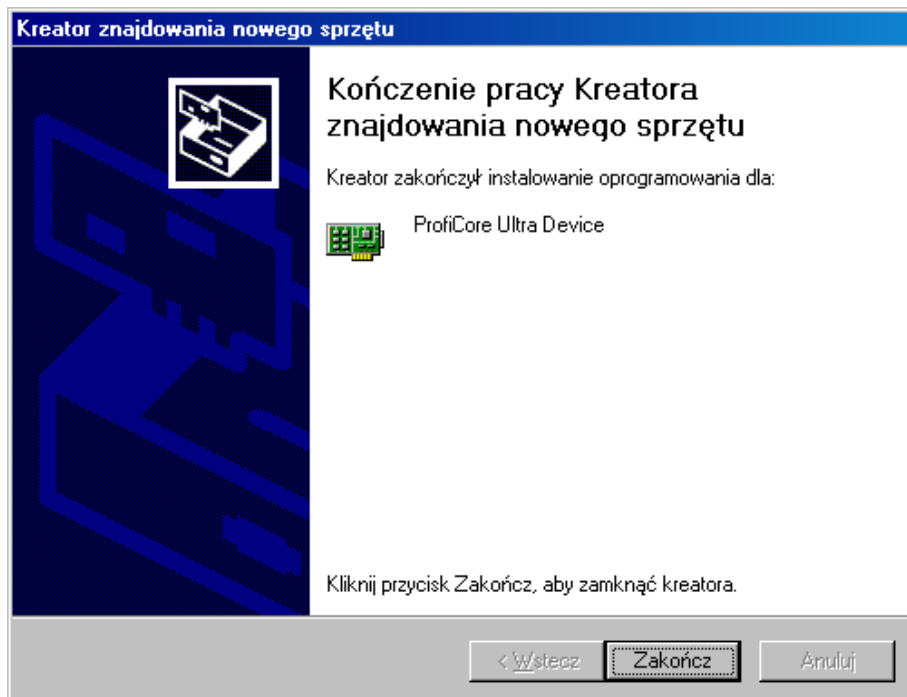 Kreator znajdowania nowego sprzętu
Kończenie pracy Kreatora
znajdowania nowego sprzętu
Kreator zakończył instalowanie oprogramowania dla:
ProfiCore Ultra Device
Kliknij przycisk Zakończ, aby zamknąć kreatora.
< Wstecz
Zakończ
Anuluj